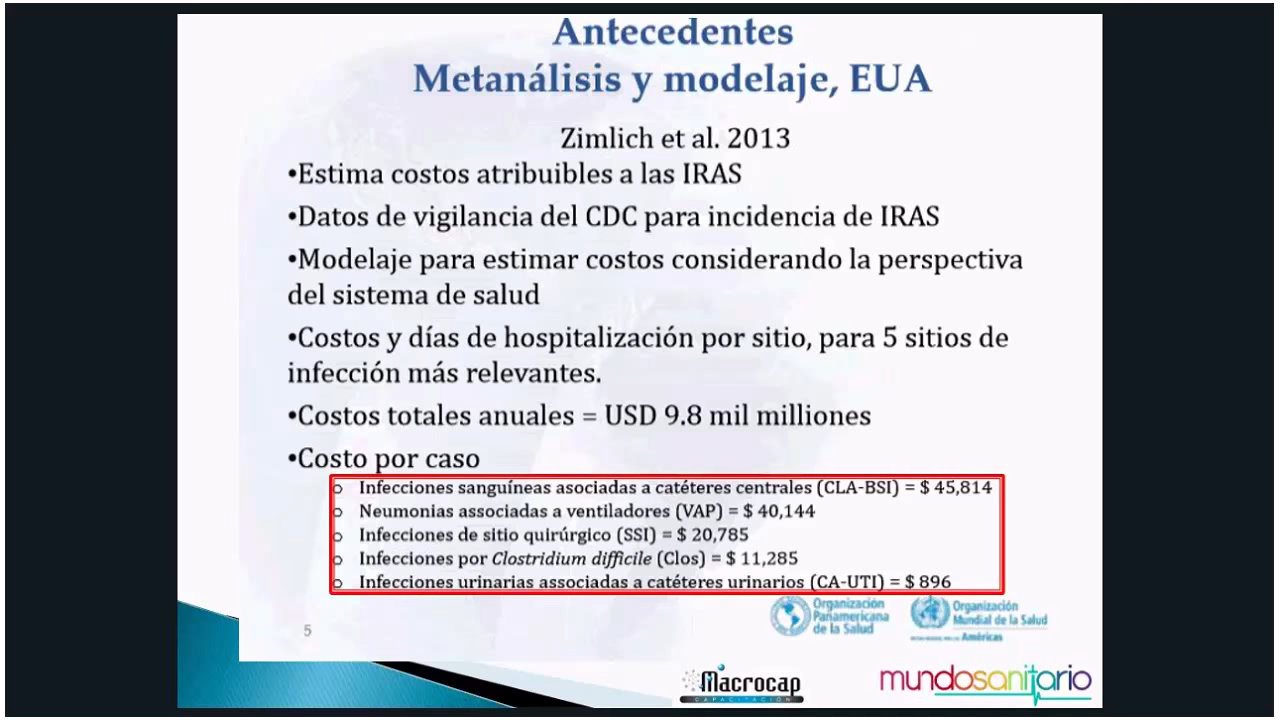 Antecedentes
Metanálisis y modelaje, EUA
Zimlich et al. 2013
•Estima costos atribuibles a las IRAS
•Datos de vigilancia del CDC para incidencia de IRAS
•Modelaje para estimar costos considerando la perspectiva
del sistema de salud
•Costos y días de hospitalización por sitio, para 5 sitios de
infección más relevantes.
•Costos totales anuales = USD 9.8 mil milliones
•Costo por caso
o Infecciones sanguíneas asociadas a catéteres centrales (CLA-BSI) = $ 45,814
o Neumonias associadas a ventiladores (VAP) = $ 40,144
o Infecciones de sitio quirúrgico (SSI) = $ 20,785
o Infecciones por Clostridium difficile (Clos) = $ 11,285
o Infecciones urinarias associadas a catéteres urinarios (CA-UTI) = $ 896
Organización
Panamericana
de la Salud
Organización
Mundial de la Salud
Américas
5
Macrocap
CAPACITACIÓN
mundosanitario